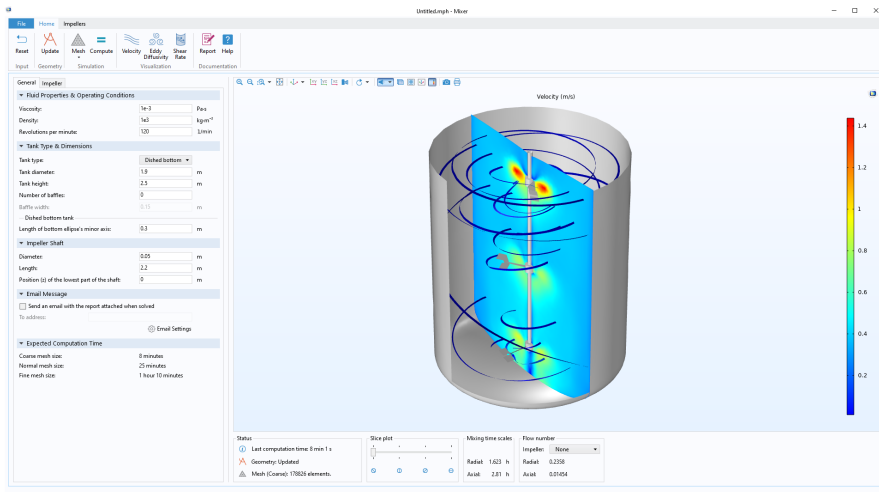 Untitled.mph - Mixer
File Home Impellers
Reset Update Mesh Compute Velocity Eddy Diffusivity Shear Rate Report Help
Input Geometry Simulation Visualization Documentation
General Impeller
Fluid Properties & Operating Conditions
Viscosity: 1e-3 Pa·s
Density: 1e3 kg·m⁻³
Revolutions per minute: 120 1/min
Tank Type & Dimensions
Tank type: Dished bottom
Tank diameter: 1.9 m
Tank height: 2.5 m
Number of baffles: 0
Baffle width: 0.15 m
Dished bottom tank
Length of bottom ellipse's minor axis: 0.3 m
Impeller Shaft
Diameter: 0.05 m
Length: 2.2 m
Position (z) of the lowest part of the shaft: 0 m
Email Message
Send an email with the report attached when solved
To address:
Email Settings
Expected Computation Time
Coarse mesh size: 8 minutes
Normal mesh size: 25 minutes
Fine mesh size: 1 hour 10 minutes
Velocity (m/s)
1.4
1.2
1
0.8
0.6
0.4
0.2
Status
Last computation time: 8 min 1 s
Geometry: Updated
Mesh (Coarse): 178826 elements.
Slice plot
Mixing time scales
Radial: 1.623 h
Axial: 2.81 h
Flow number
Impeller: None
Radial: 0.2358
Axial: 0.01454